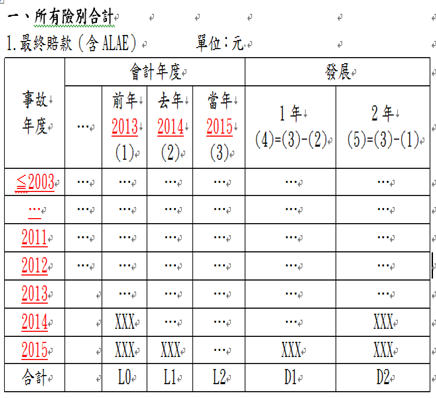 一、所有險別合計
1.最終賠款（含 ALAE） 單位：元
事故年度 會計年度 發展
… 前年 2013 (1) 去年 2014 (2) 當年 2015 (3) 1 年 (4)=(3)-(2) 2 年 (5)=(3)-(1)
≦2003 … … … … … …
… … … … … … …
2011 … … … … … …
2012 … … … … … …
2013 … … … … …
2014 XXX … … … XXX
2015 XXX XXX … XXX XXX
合計 L0 L1 L2 D1 D2